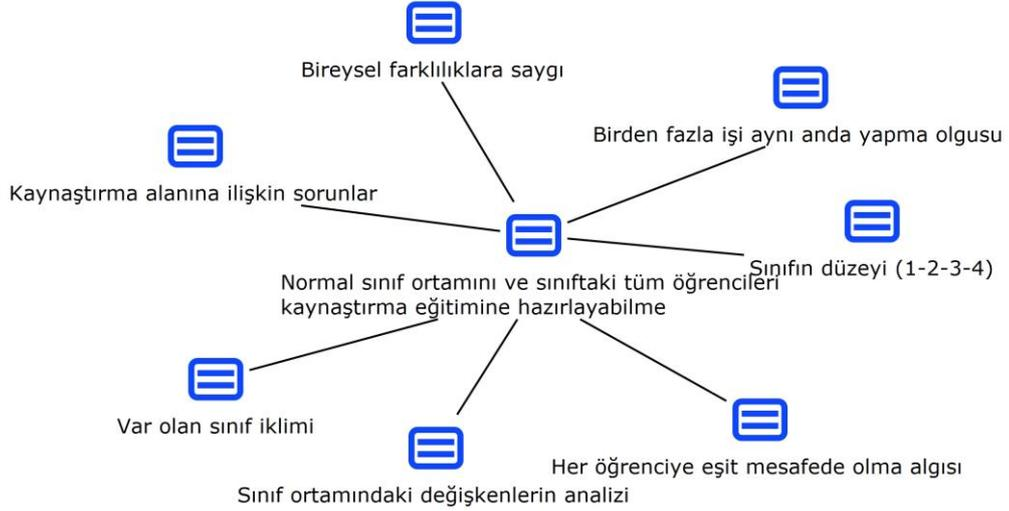 Bireysel farklılıklara saygı
Birden fazla işi aynı anda yapma olgusu
Kaynaştırma alanına ilişkin sorunlar
Sınıfın düzeyi (1-2-3-4)
Normal sınıf ortamını ve sınıftaki tüm öğrencileri
kaynaştırma eğitimine hazırlayabilme
Var olan sınıf iklimi
Her öğrenciye eşit mesafede olma algısı
Sınıf ortamındaki değişkenlerin analizi